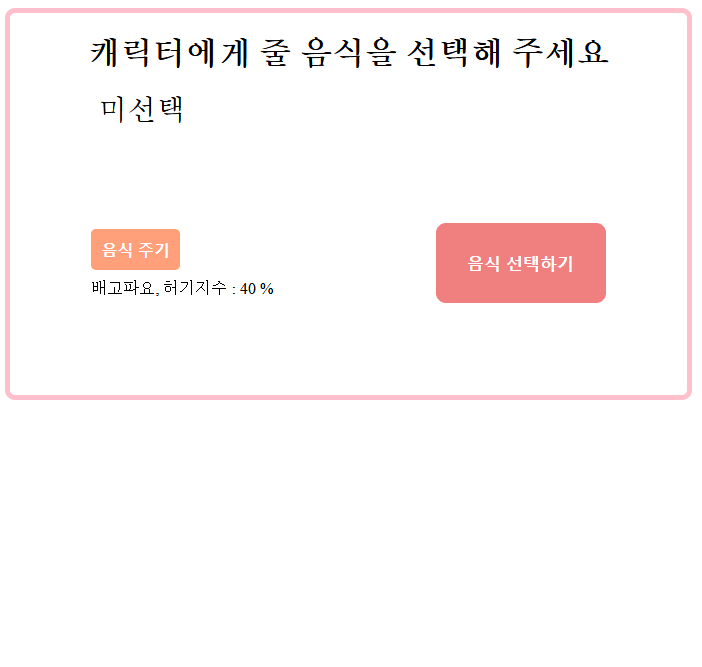 캐릭터에게 줄 음식을 선택해 주세요
미선택
음식 주기
음식 선택하기
배고파요, 허기지수 : 40 %